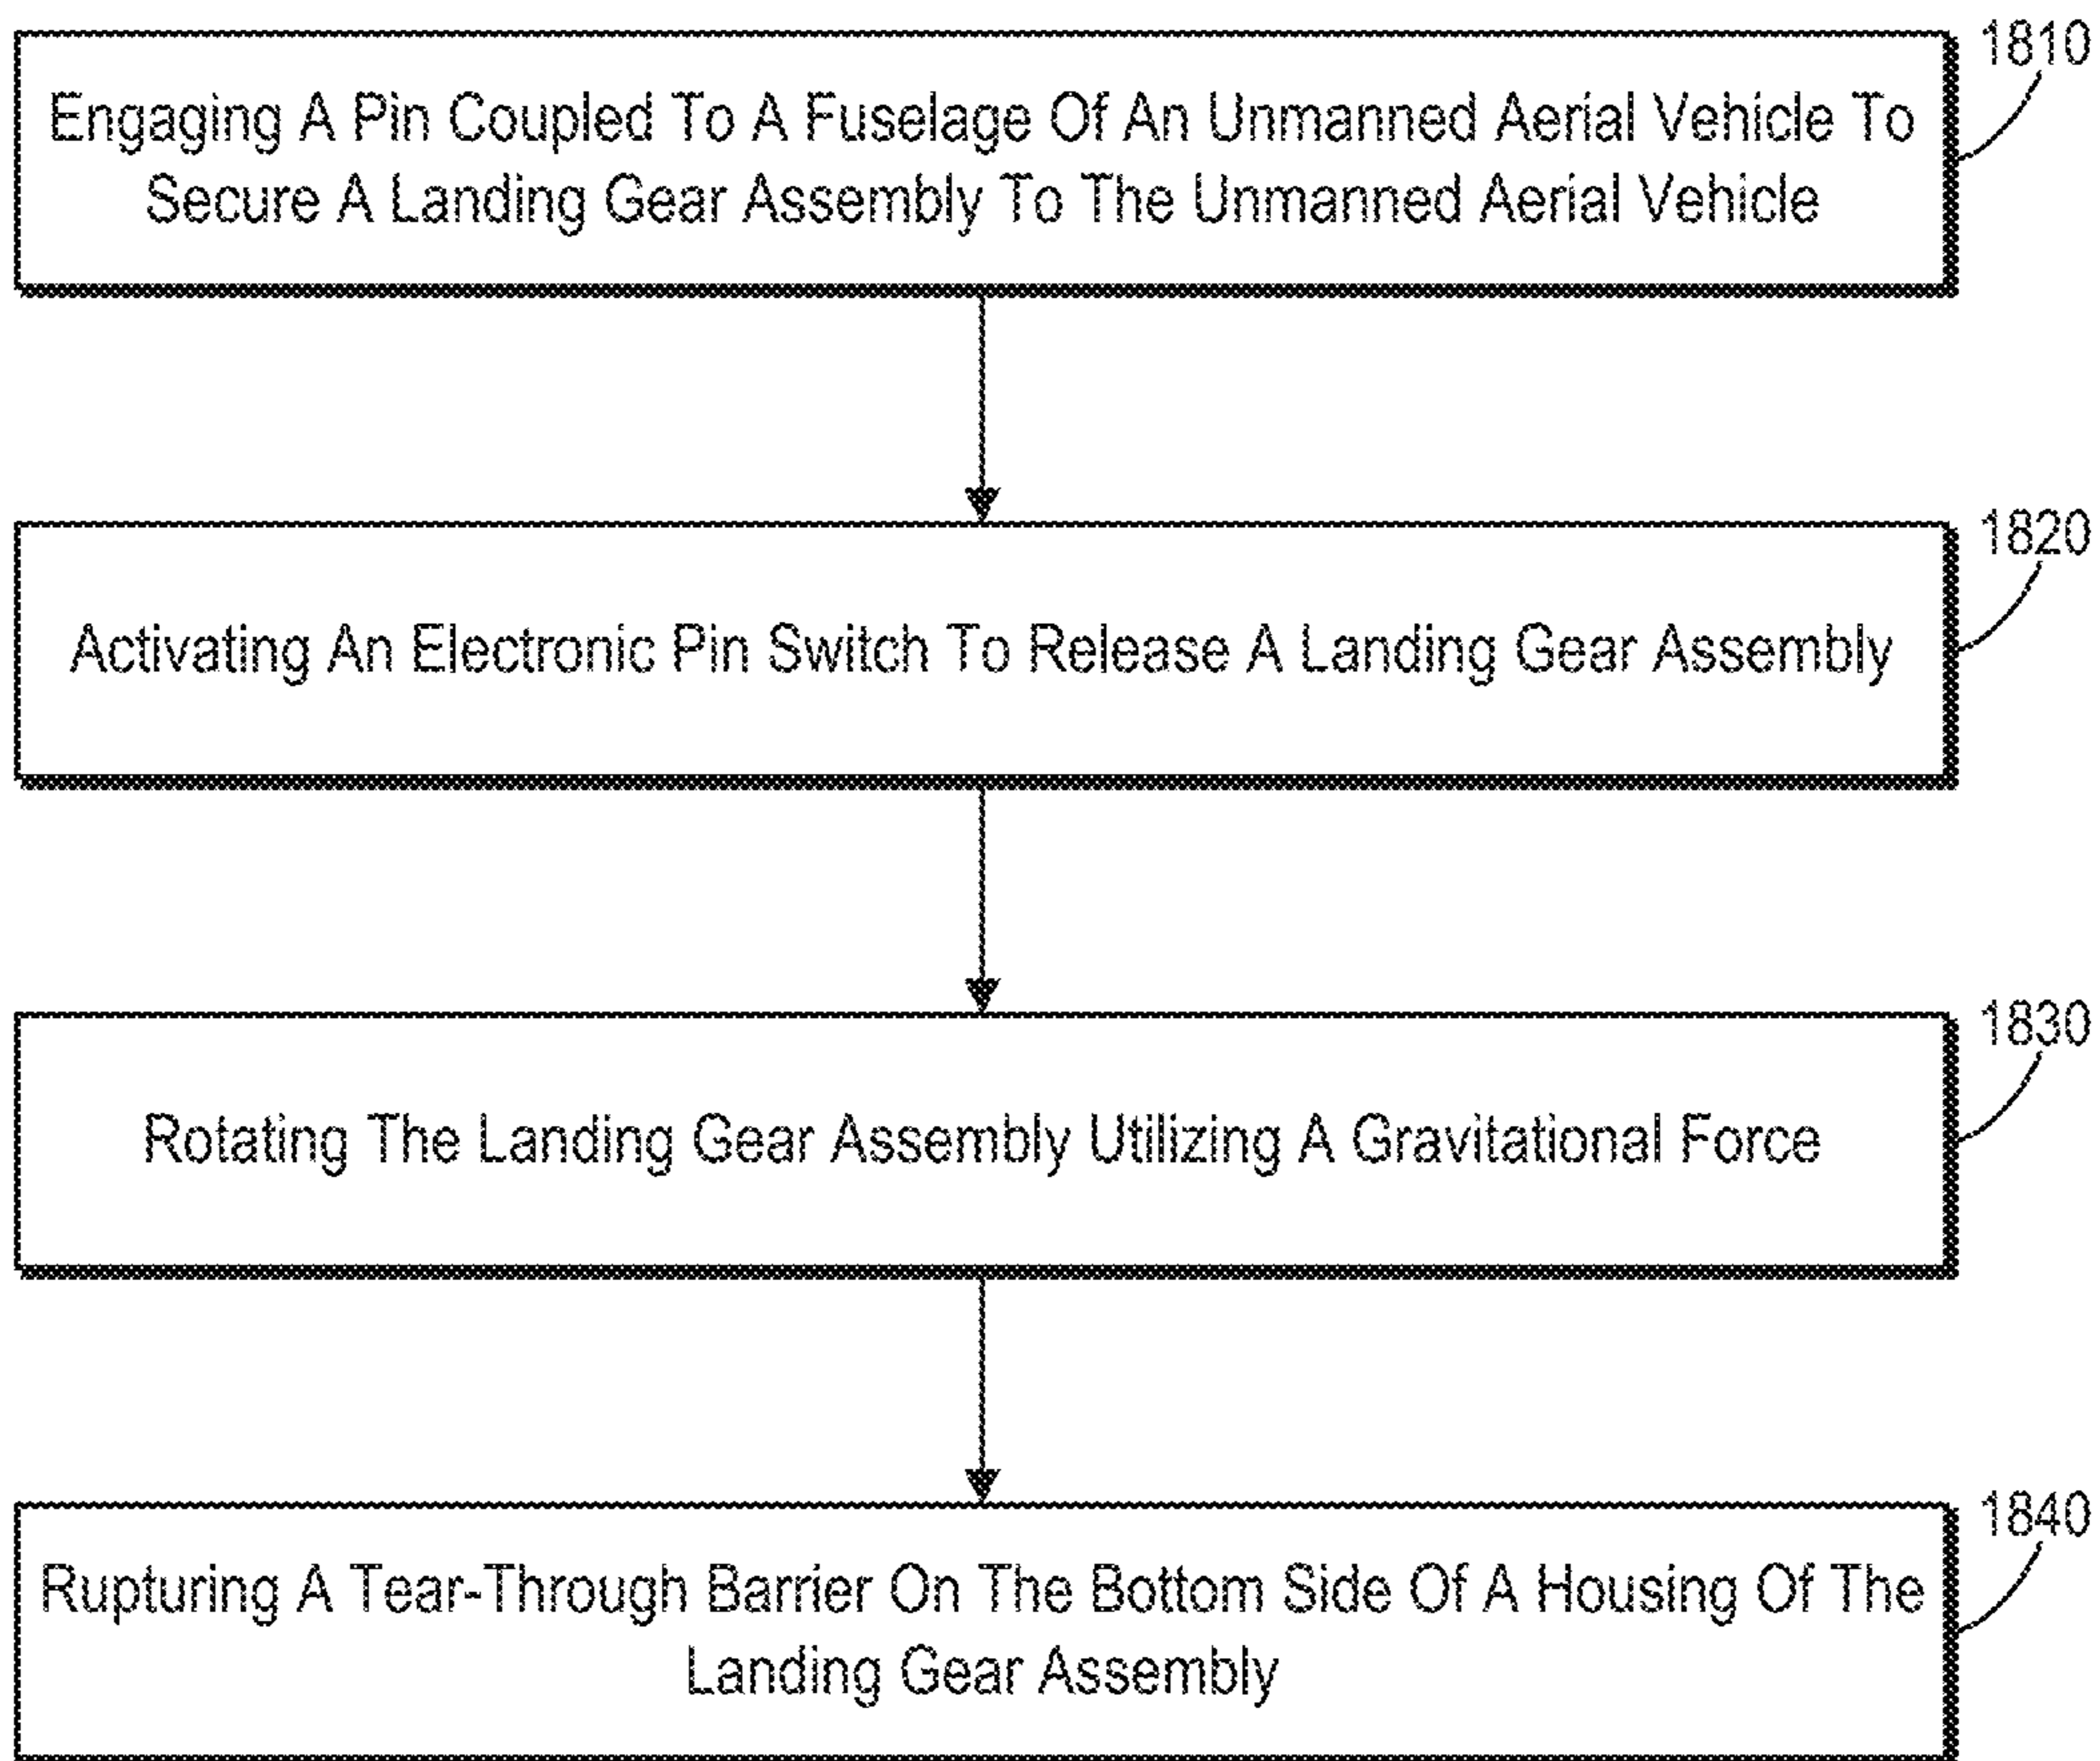 1810
Engaging A Pin Coupled To A Fuselage Of An Unmanned Aerial Vehicle To
Secure A Landing Gear Assembly To The Unmanned Aerial Vehicle
1820
Activating An Electronic Pin Switch To Release A Landing Gear Assembly
1830
Rotating The Landing Gear Assembly Utilizing A Gravitational Force
1840
Rupturing A Tear-Through Barrier On The Bottom Side Of A Housing Of The
Landing Gear Assembly